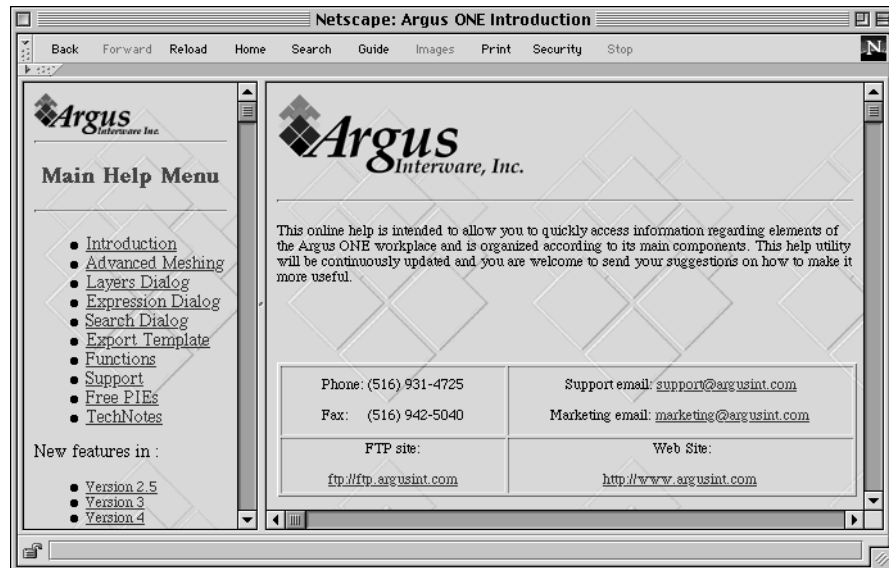 Netscape: Argus ONE Introduction
Back Forward Reload Home Search Guide Images Print Security Stop
N
Argus
Interware Inc.
Main Help Menu
Introduction
Advanced Meshing
Layers Dialog
Expression Dialog
Search Dialog
Export Template
Functions
Support
Free PIEs
TechNotes
New features in :
Version 2.5
Version 3
Version 4
Argus
Interware, Inc.
This online help is intended to allow you to quickly access information regarding elements of
the Argus ONE workplace and is organized according to its main components. This help utility
will be continuously updated and you are welcome to send your suggestions on how to make it
more useful.
Phone: (516) 931-4725
Fax: (516) 942-5040
Support email: support@argusint.com
Marketing email: marketing@argusint.com
FTP site:
ftp://ftp.argusint.com
Web Site:
http://www.argusint.com